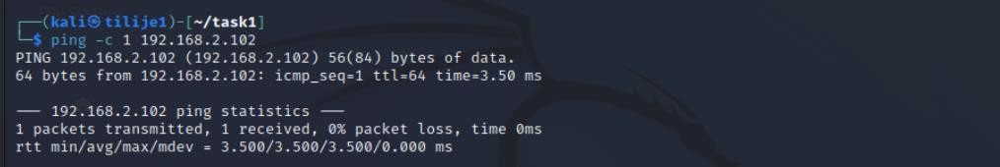 ┌──(kali㉿tilije1)-[~/task1]
└─$ ping -c 1 192.168.2.102
PING 192.168.2.102 (192.168.2.102) 56(84) bytes of data.
64 bytes from 192.168.2.102: icmp_seq=1 ttl=64 time=3.50 ms

── 192.168.2.102 ping statistics ──
1 packets transmitted, 1 received, 0% packet loss, time 0ms
rtt min/avg/max/mdev = 3.500/3.500/3.500/0.000 ms